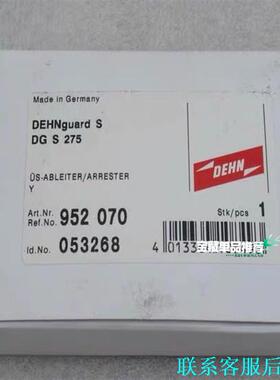 Made in Germany
DEHNguard S
DG S 275
DEHN
ÜS-ABLEITER/ARRESTER
Y
Art.Nr.
Ref.No. 952 070
Stk/pcs 1
Id.No. 053268
4 0133
联系客服后